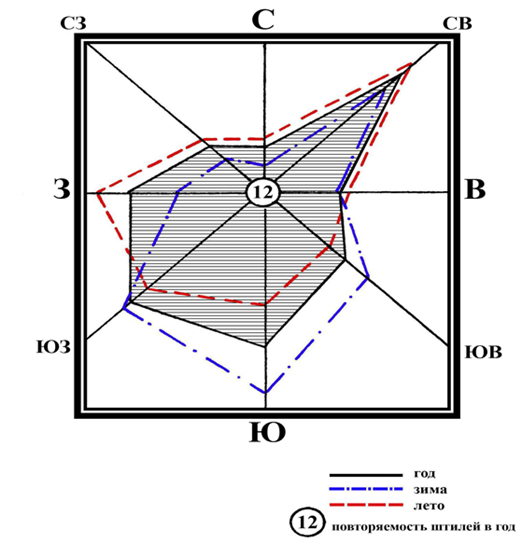 С
СЗ СВ
З 12 В
ЮЗ ЮВ
Ю
год
зима
лето
12 повторяемость штилей в год